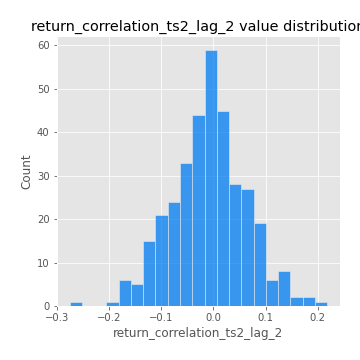 return_correlation_ts2_lag_2 value distribution
60
50
40
30
20
10
0
Count
−0.3 −0.2 −0.1 0.0 0.1 0.2
return_correlation_ts2_lag_2